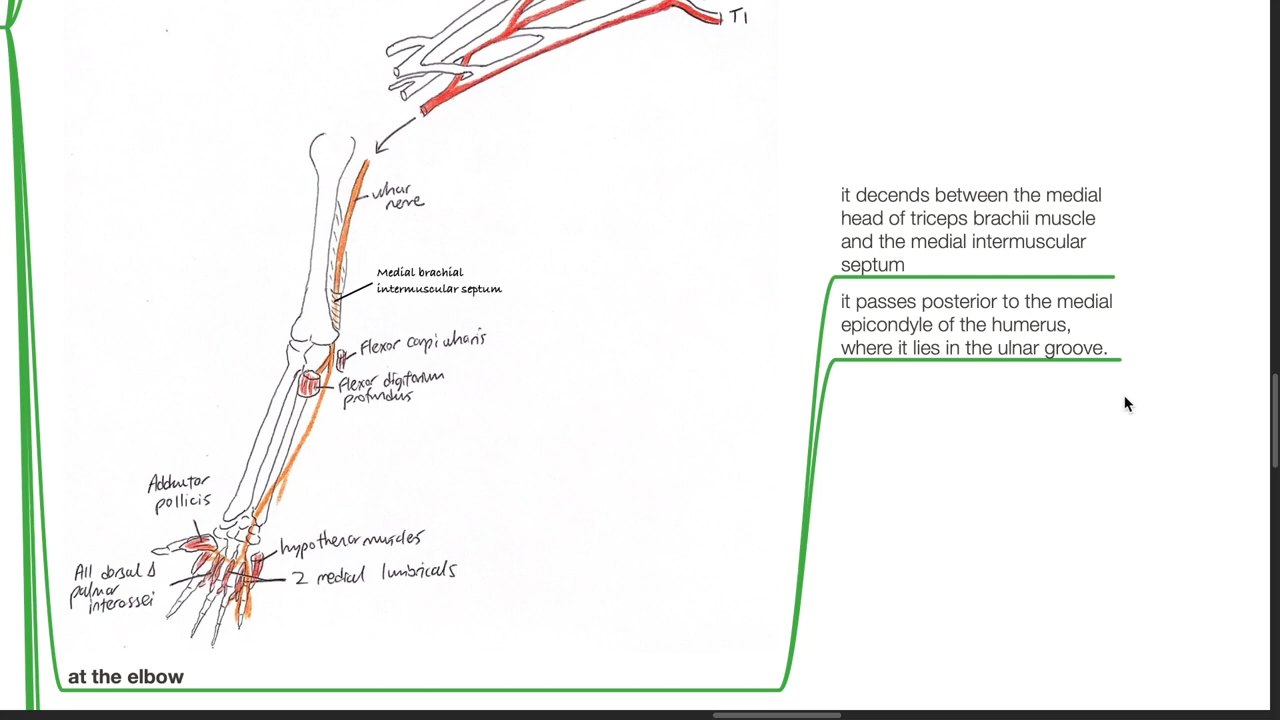 T1
ulnar
nerve
Medial brachial
intermuscular septum
Flexor carpi ulnaris
Flexor digitorum
profundus
Adductor
pollicis
hypothenar muscles
2 medial lumbricals
All dorsal &
palmar
interossei
at the elbow
it decends between the medial
head of triceps brachii muscle
and the medial intermuscular
septum
it passes posterior to the medial
epicondyle of the humerus,
where it lies in the ulnar groove.